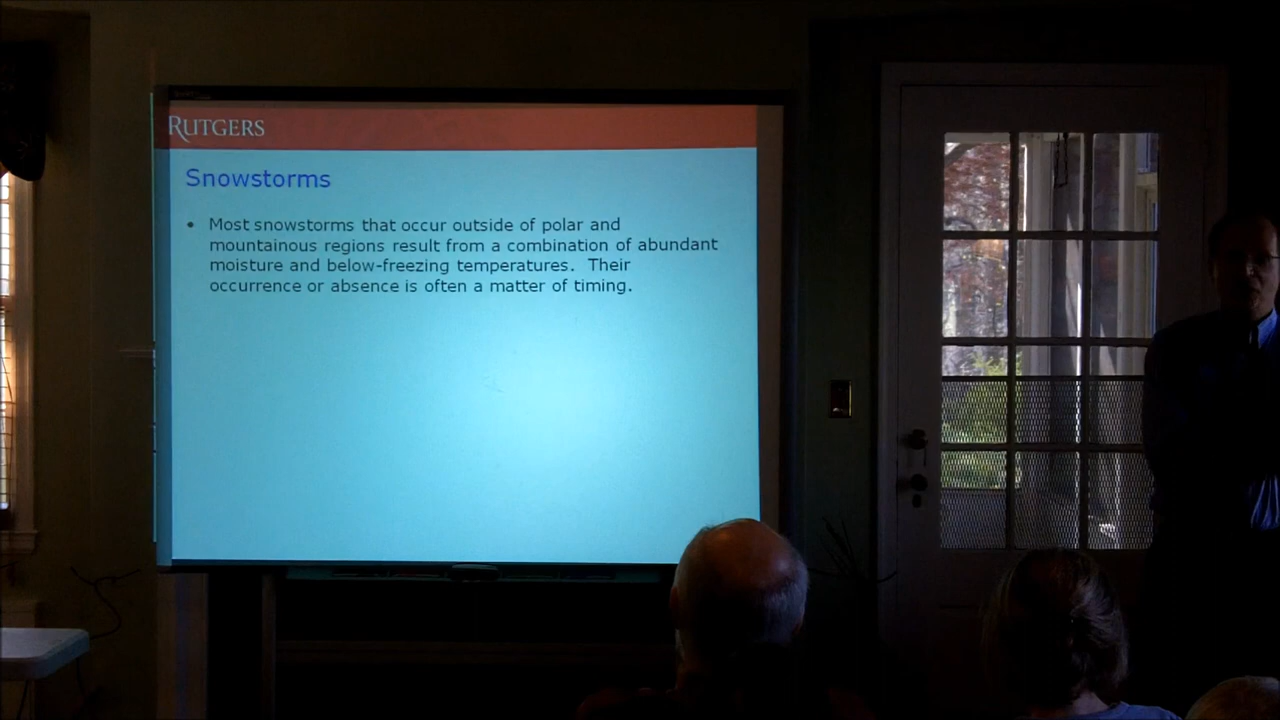 RUTGERS
Snowstorms
• Most snowstorms that occur outside of polar and
mountainous regions result from a combination of abundant
moisture and below-freezing temperatures. Their
occurrence or absence is often a matter of timing.